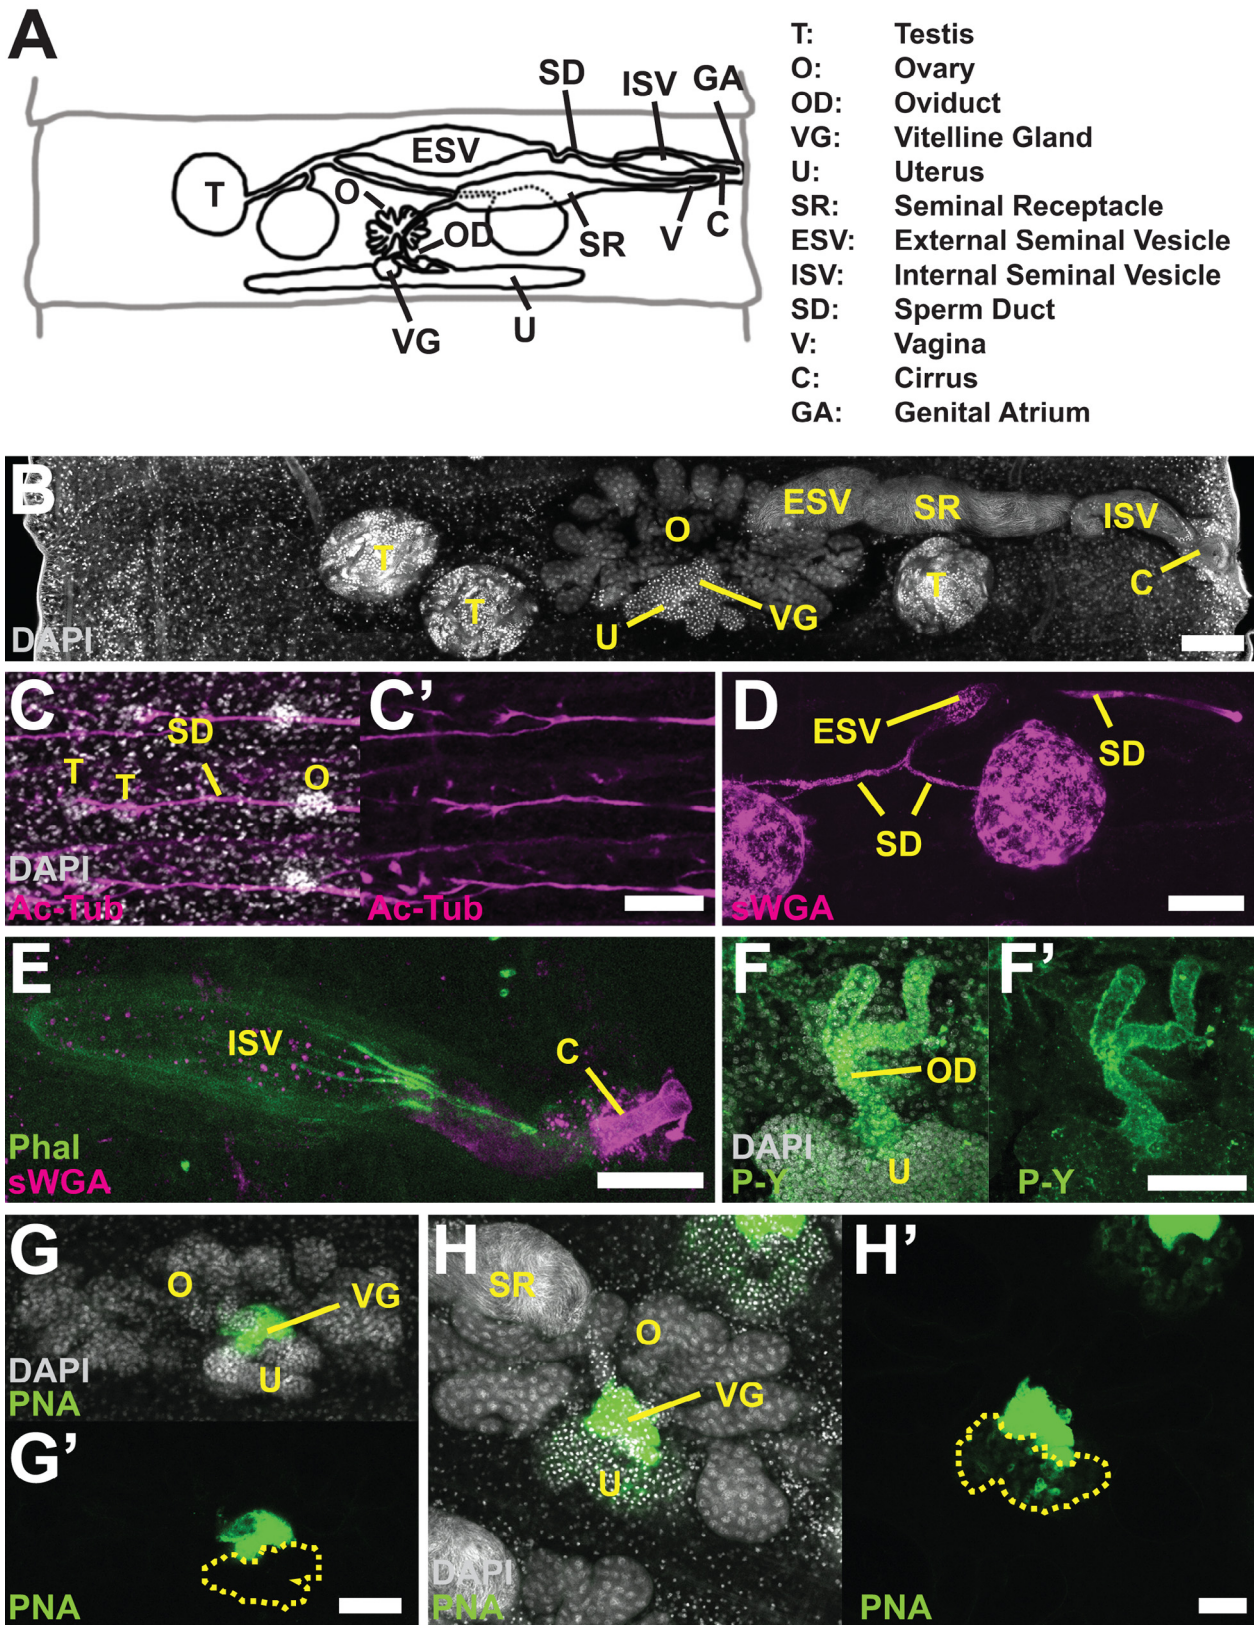 A
SD
ISV
GA
ESV
T
O
OD
SR
V
C
VG
U
T: Testis
O: Ovary
OD: Oviduct
VG: Vitelline Gland
U: Uterus
SR: Seminal Receptacle
ESV: External Seminal Vesicle
ISV: Internal Seminal Vesicle
SD: Sperm Duct
V: Vagina
C: Cirrus
GA: Genital Atrium
B
ESV
SR
ISV
O
T
T
T
C
VG
U
DAPI
C
SD
T
T
O
DAPI
Ac-Tub
C’
Ac-Tub
D
ESV
SD
SD
sWGA
E
ISV
C
Phal
sWGA
F
OD
DAPI
P-Y
U
F’
P-Y
G
O
VG
DAPI
U
PNA
G’
PNA
H
SR
O
VG
U
DAPI
PNA
H’
PNA